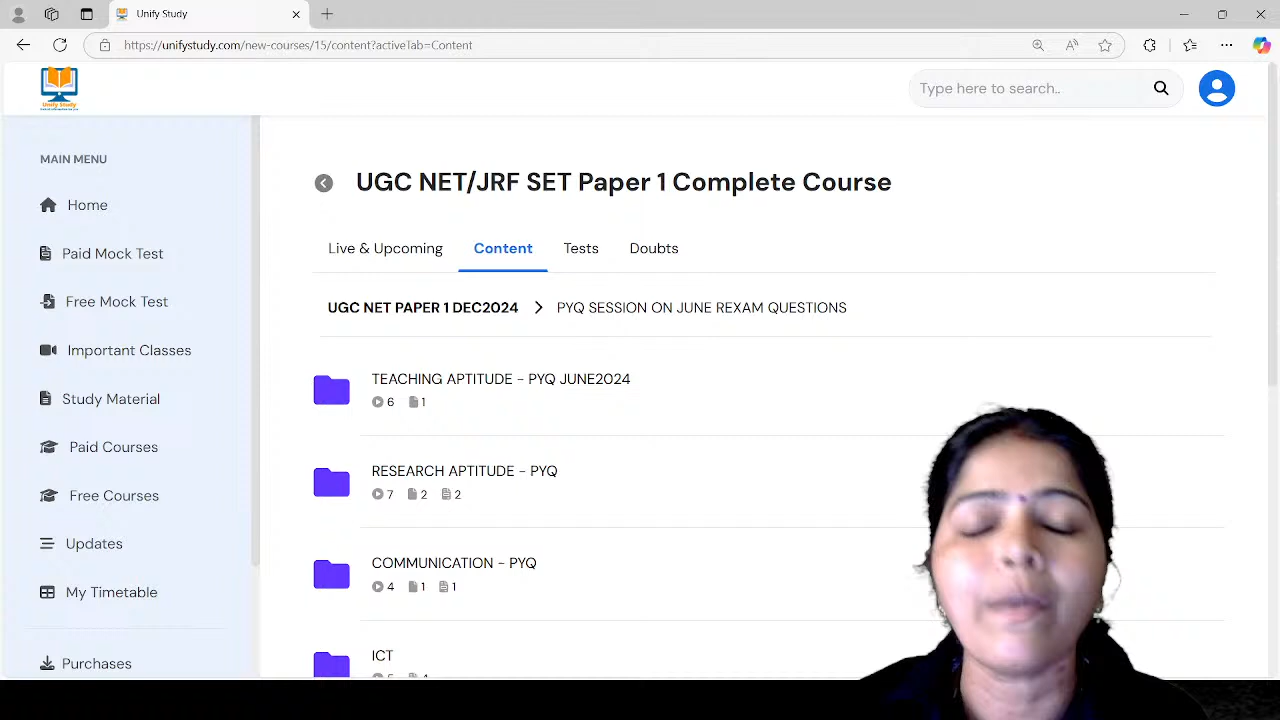 Unify Study
https://unifystudy.com/new-courses/15/content?activeTab=Content
Unify Study
Type here to search..
MAIN MENU
Home
Paid Mock Test
Free Mock Test
Important Classes
Study Material
Paid Courses
Free Courses
Updates
My Timetable
Purchases
UGC NET/JRF SET Paper 1 Complete Course
Live & Upcoming Content Tests Doubts
UGC NET PAPER 1 DEC2024 > PYQ SESSION ON JUNE REXAM QUESTIONS
TEACHING APTITUDE - PYQ JUNE2024
6 1
RESEARCH APTITUDE - PYQ
7 2 2
COMMUNICATION - PYQ
4 1 1
ICT